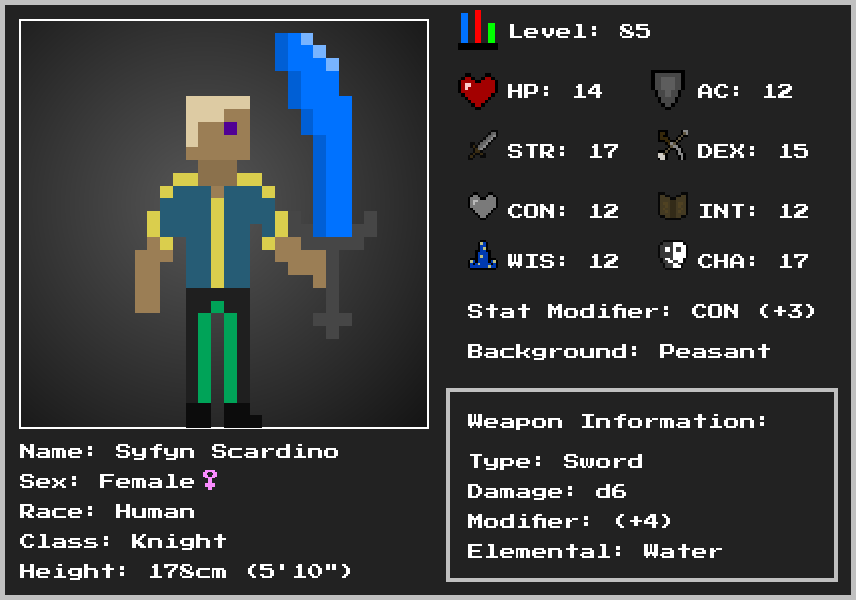 Level: 85
HP: 14
AC: 12
STR: 17
DEX: 15
CON: 12
INT: 12
WIS: 12
CHA: 17
Stat Modifier: CON (+3)
Background: Peasant
Weapon Information:
Type: Sword
Damage: d6
Modifier: (+4)
Elemental: Water
Name: Syfyn Scardino
Sex: Female♀
Race: Human
Class: Knight
Height: 178cm (5'10")